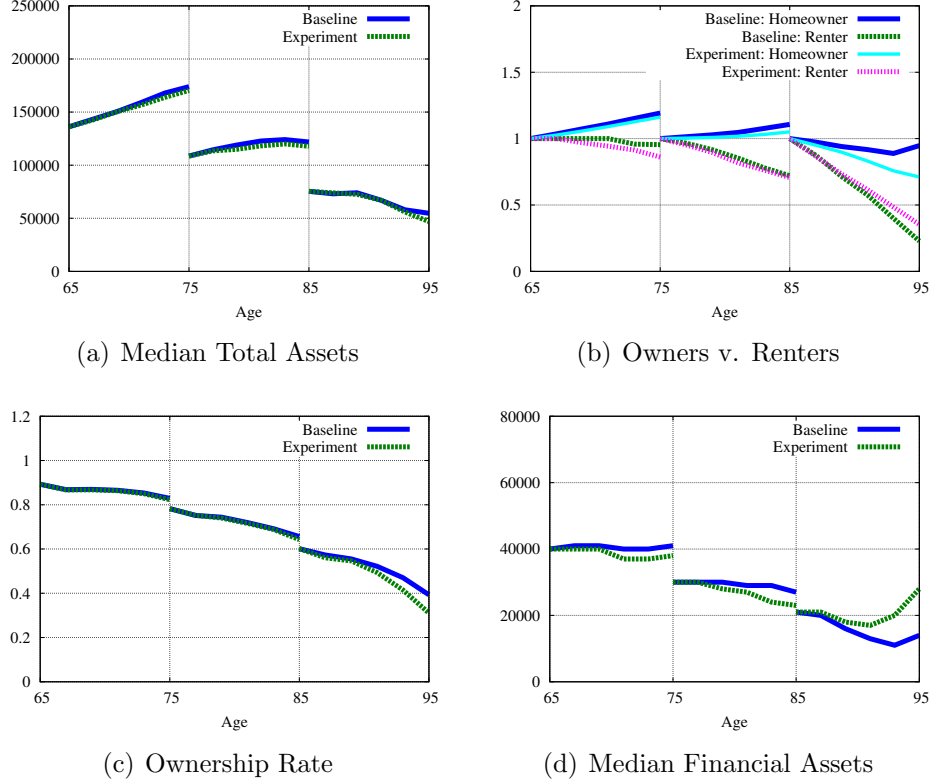 250000
200000
150000
100000
50000
0
65
75
85
95
Age
Baseline
Experiment
(a) Median Total Assets
2
1.5
1
0.5
0
65
75
85
95
Age
Baseline: Homeowner
Baseline: Renter
Experiment: Homeowner
Experiment: Renter
(b) Owners v. Renters
1.2
1
0.8
0.6
0.4
0.2
0
65
75
85
95
Age
Baseline
Experiment
(c) Ownership Rate
80000
60000
40000
20000
0
65
75
85
95
Age
Baseline
Experiment
(d) Median Financial Assets